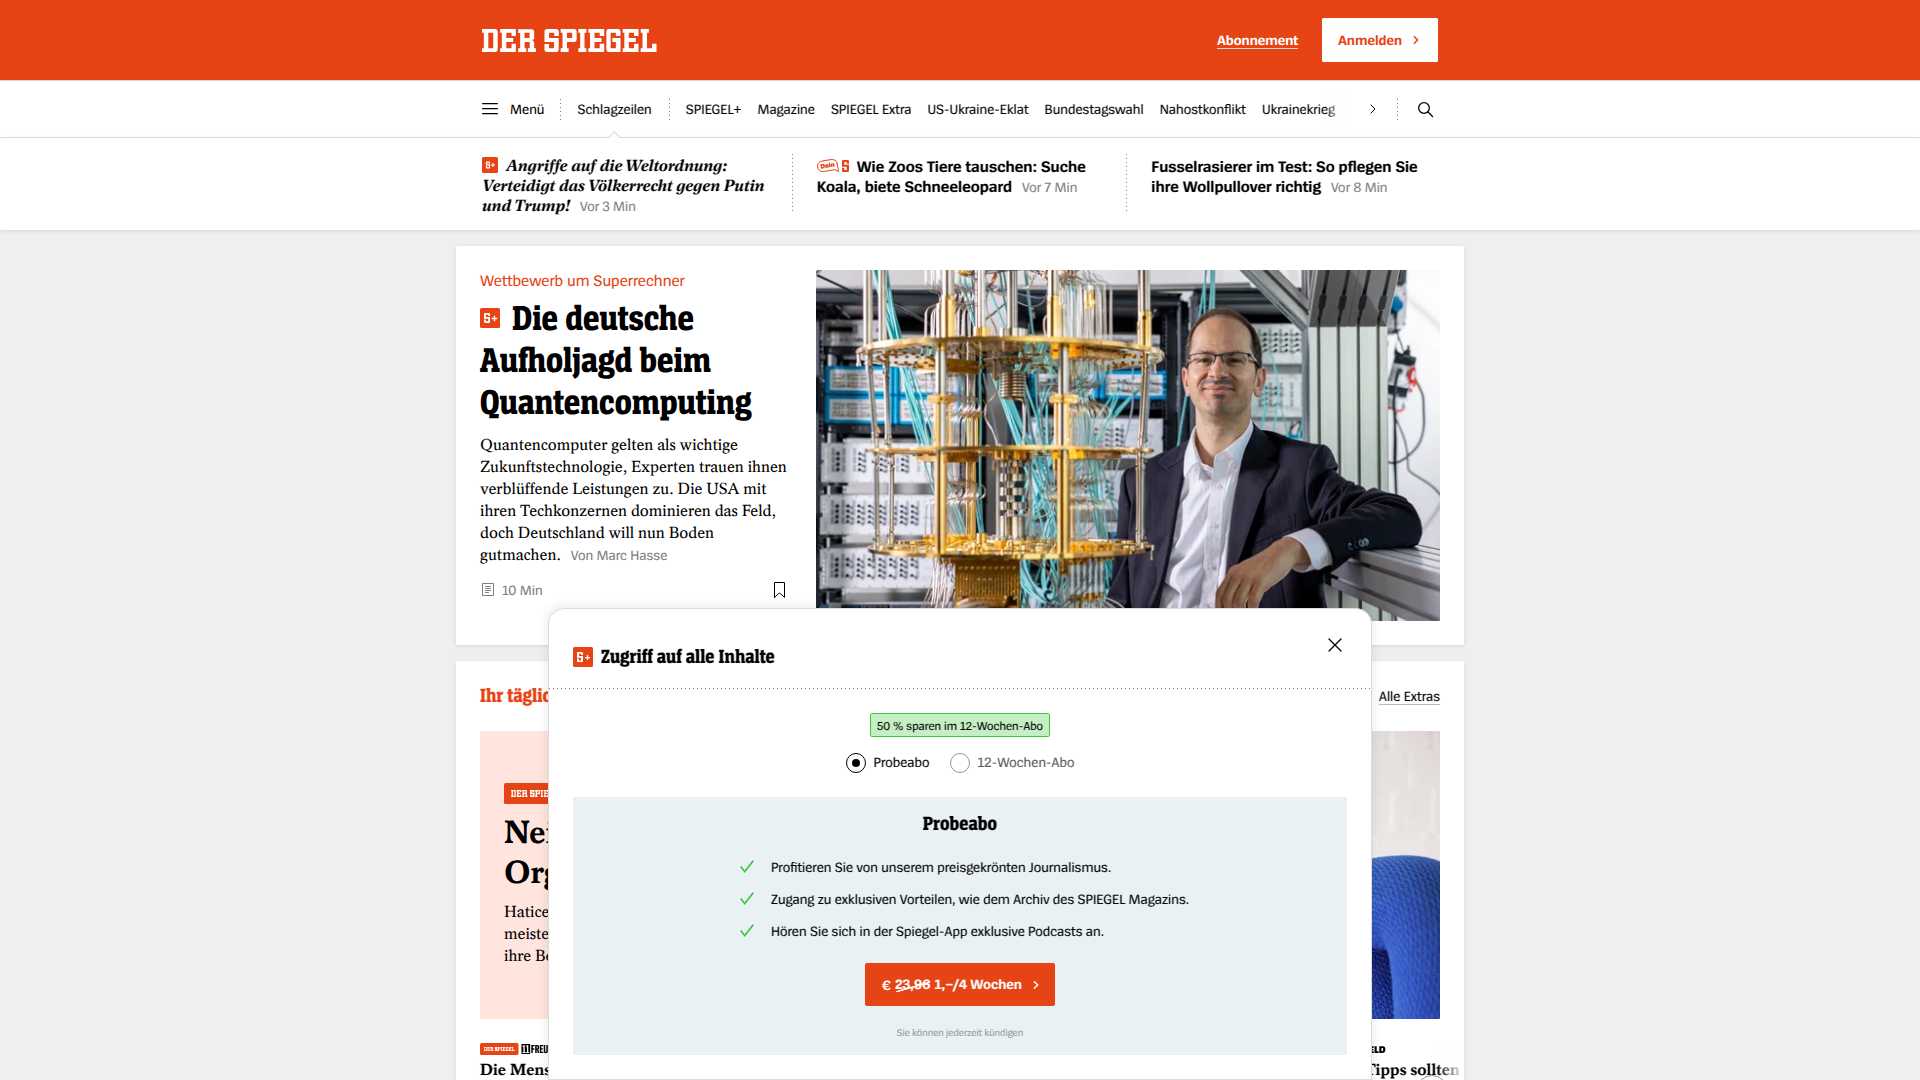 DER SPIEGEL
Abonnement
Anmelden
Menü
Schlagzeilen
SPIEGEL+
Magazine
SPIEGEL Extra
US-Ukraine-Eklat
Bundestagswahl
Nahostkonflikt
Ukrainekrieg
S+ Angriffe auf die Weltordnung:
Verteidigt das Völkerrecht gegen Putin
und Trump! Vor 3 Min
Dein S Wie Zoos Tiere tauschen: Suche
Koala, biete Schneeleopard Vor 7 Min
Fusselrasierer im Test: So pflegen Sie
ihre Wollpullover richtig Vor 8 Min
Wettbewerb um Superrechner
S+ Die deutsche
Aufholjagd beim
Quantencomputing
Quantencomputer gelten als wichtige
Zukunftstechnologie, Experten trauen ihnen
verblüffende Leistungen zu. Die USA mit
ihren Techkonzernen dominieren das Feld,
doch Deutschland will nun Boden
gutmachen. Von Marc Hasse
10 Min
S+ Zugriff auf alle Inhalte
50 % sparen im 12-Wochen-Abo
Probeabo
12-Wochen-Abo
Probeabo
Profitieren Sie von unserem preisgekrönten Journalismus.
Zugang zu exklusiven Vorteilen, wie dem Archiv des SPIEGEL Magazins.
Hören Sie sich in der Spiegel-App exklusive Podcasts an.
€ 23,96 1,–/4 Wochen
Sie können jederzeit kündigen
Ihr täglic
Alle Extras
DER SPIE
Org
Hatice
meiste
ihre Be
DER SPIEGEL 11FREU
Die Mens
ELD
Tipps sollten